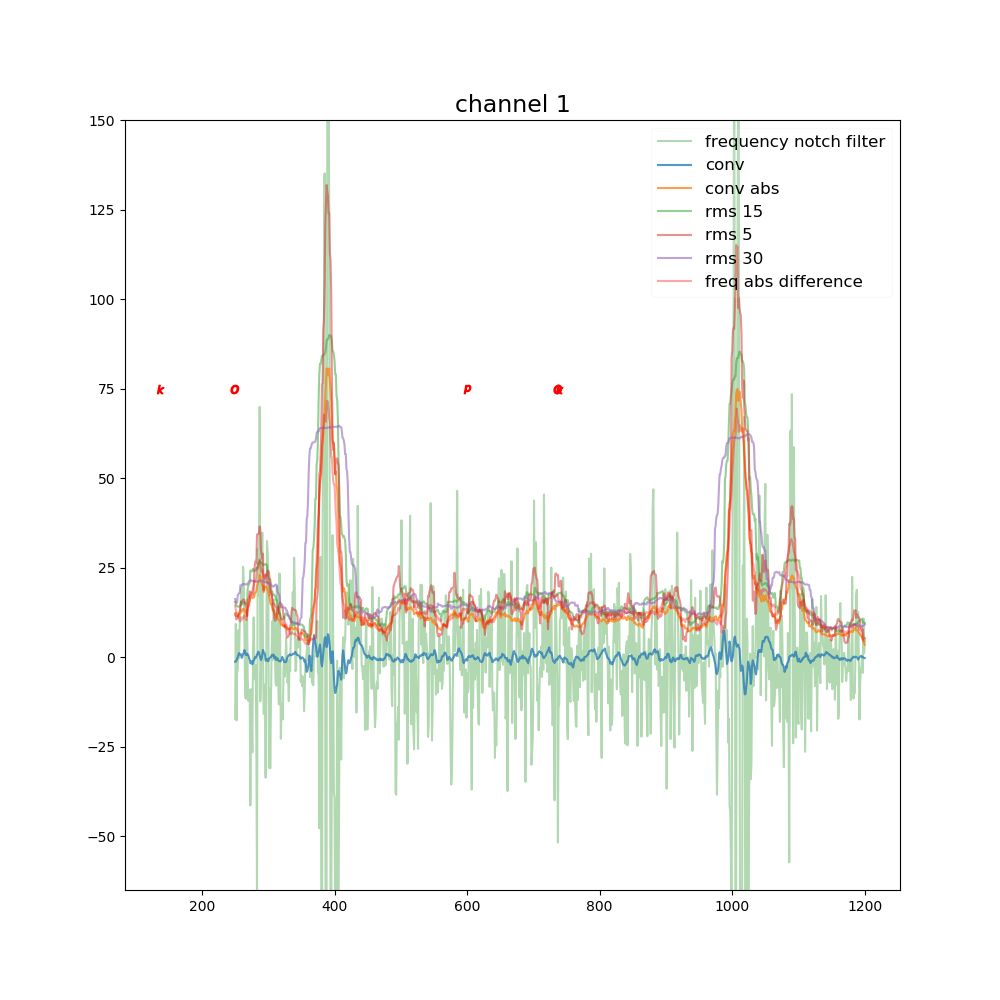 channel 1
150
125
100
75
50
25
0
−25
−50
frequency notch filter
conv
conv abs
rms 15
rms 5
rms 30
freq abs difference
k
O
p
200
400
600
800
1000
1200